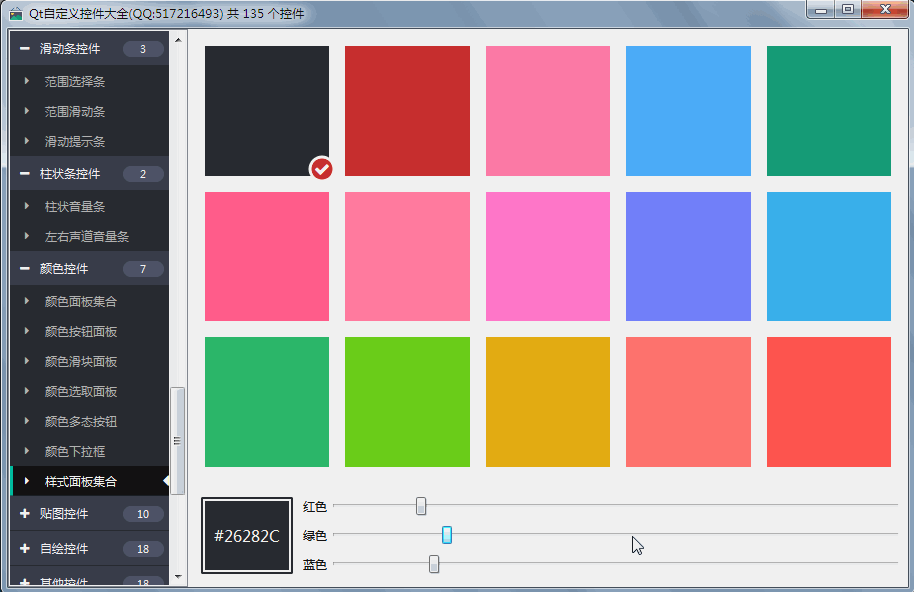 Qt自定义控件大全(QQ:517216493) 共 135 个控件
滑动条控件 3
范围选择条
范围滑动条
滑动提示条
柱状条控件 2
柱状音量条
左右声道音量条
颜色控件 7
颜色面板集合
颜色按钮面板
颜色滑块面板
颜色选取面板
颜色多态按钮
颜色下拉框
样式面板集合
贴图控件 10
自绘控件 18
其他控件 18
#26282C
红色
绿色
蓝色